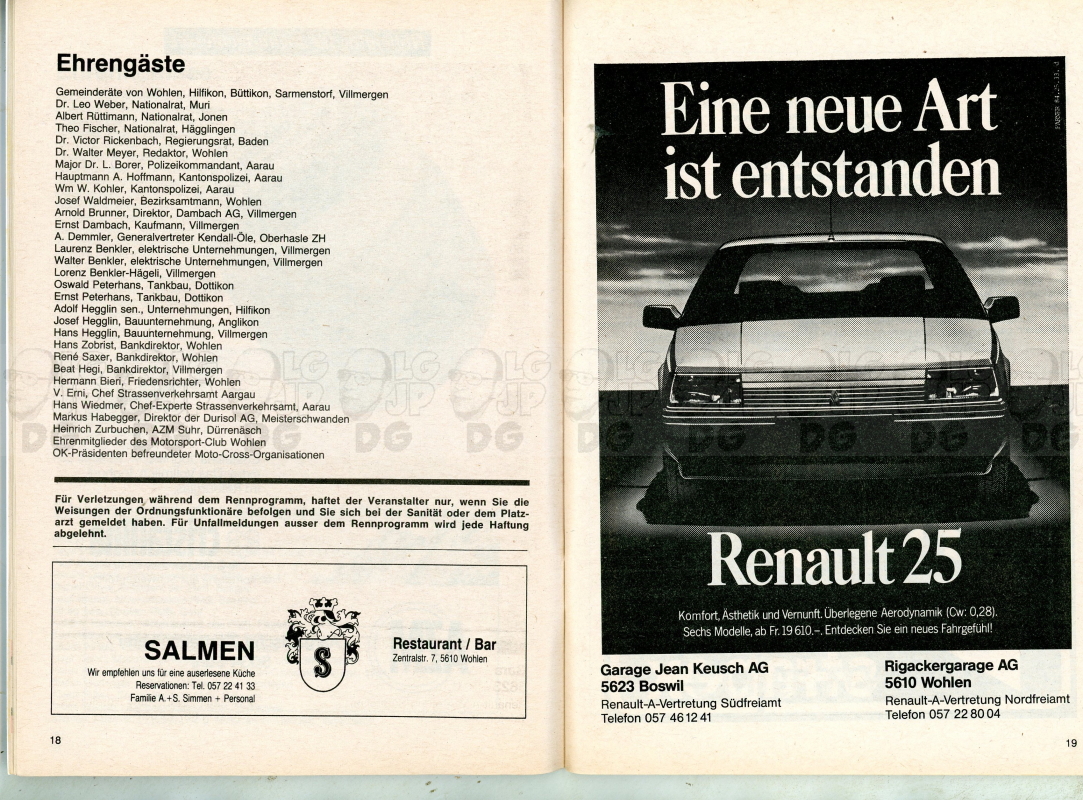 Ehrengäste
Gemeinderäte von Wohlen, Hilfikon, Büttikon, Sarmenstorf, Villmergen
Dr. Leo Weber, Nationalrat, Muri
Albert Rüttimann, Nationalrat, Jonen
Theo Fischer, Nationalrat, Hägglingen
Dr. Victor Rickenbach, Regierungsrat, Baden
Dr. Walter Meyer, Redaktor, Wohlen
Major Dr. L. Borer, Polizeikommandant, Aarau
Hauptmann A. Hoffmann, Kantonspolizei, Aarau
Wm W. Kohler, Kantonspolizei, Aarau
Josef Waldmeier, Bezirksamtmann, Wohlen
Arnold Brunner, Direktor, Dambach AG, Villmergen
Ernst Dambach, Kaufmann, Villmergen
A. Demmler, Generalvertreter Kendall-Öle, Oberhasle ZH
Laurenz Benkler, elektrische Unternehmungen, Villmergen
Walter Benkler, elektrische Unternehmungen, Villmergen
Lorenz Benkler-Hägeli, Villmergen
Oswald Peterhans, Tankbau, Dottikon
Ernst Peterhans, Tankbau, Dottikon
Adolf Hegglin sen., Unternehmungen, Hilfikon
Josef Hegglin, Bauunternehmung, Anglikon
Hans Hegglin, Bauunternehmung, Villmergen
Hans Zobrist, Bankdirektor, Wohlen
René Saxer, Bankdirektor, Wohlen
Beat Hegi, Bankdirektor, Villmergen
Hermann Bieri, Friedensrichter, Wohlen
V. Erni, Chef Strassenverkehrsamt Aargau
Hans Wiedmer, Chef-Experte Strassenverkehrsamt, Aarau
Markus Habegger, Direktor der Durisol AG, Meisterschwanden
Heinrich Zurbuchen, AZM Suhr, Dürrenäsch
Ehrenmitglieder des Motorsport-Club Wohlen
OK-Präsidenten befreundeter Moto-Cross-Organisationen
Für Verletzungen während dem Rennprogramm, haftet der Veranstalter nur, wenn Sie die
Weisungen der Ordnungsfunktionäre befolgen und Sie sich bei der Sanität oder dem Platz-
arzt gemeldet haben. Für Unfallmeldungen ausser dem Rennprogramm wird jede Haftung
abgelehnt.
SALMEN
Wir empfehlen uns für eine auserlesene Küche
Reservationen: Tel. 057 22 41 33
Familie A.+S. Simmen + Personal
S
Restaurant / Bar
Zentralstr. 7, 5610 Wohlen
18
Eine neue Art
ist entstanden
Renault 25
Komfort, Ästhetik und Vernunft. Überlegene Aerodynamik (Cw: 0,28).
Sechs Modelle, ab Fr. 19 610.–. Entdecken Sie ein neues Fahrgefühl!
Garage Jean Keusch AG
5623 Boswil
Renault-A-Vertretung Südfreiamt
Telefon 057 46 12 41
Rigackergarage AG
5610 Wohlen
Renault-A-Vertretung Nordfreiamt
Telefon 057 22 80 04
19
LG JP DG